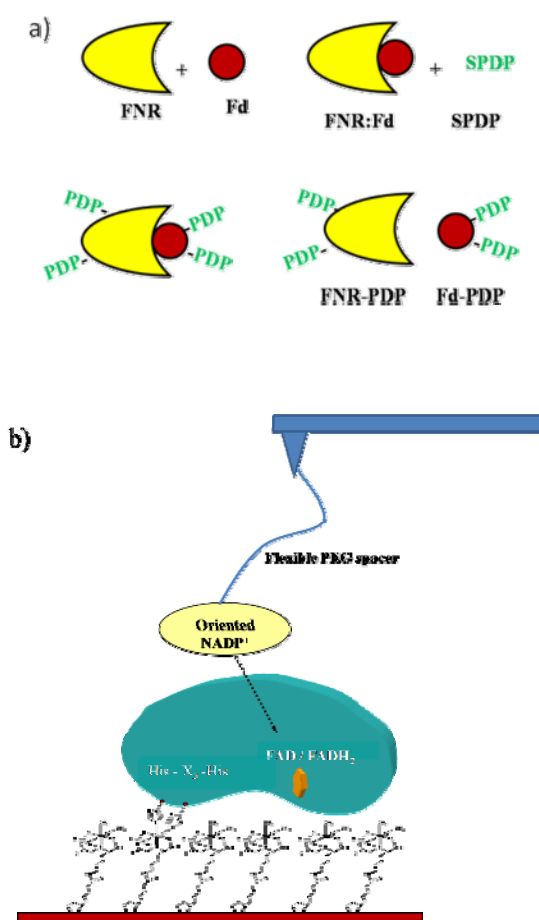 a)
FNR + Fd
FNR:Fd + SPDP SPDP
PDP PDP PDP PDP
PDP PDP PDP PDP
FNR-PDP Fd-PDP
b)
Flexible PEG spacer
Oriented
NADP⁺
FAD / FADH₂
His - X -His